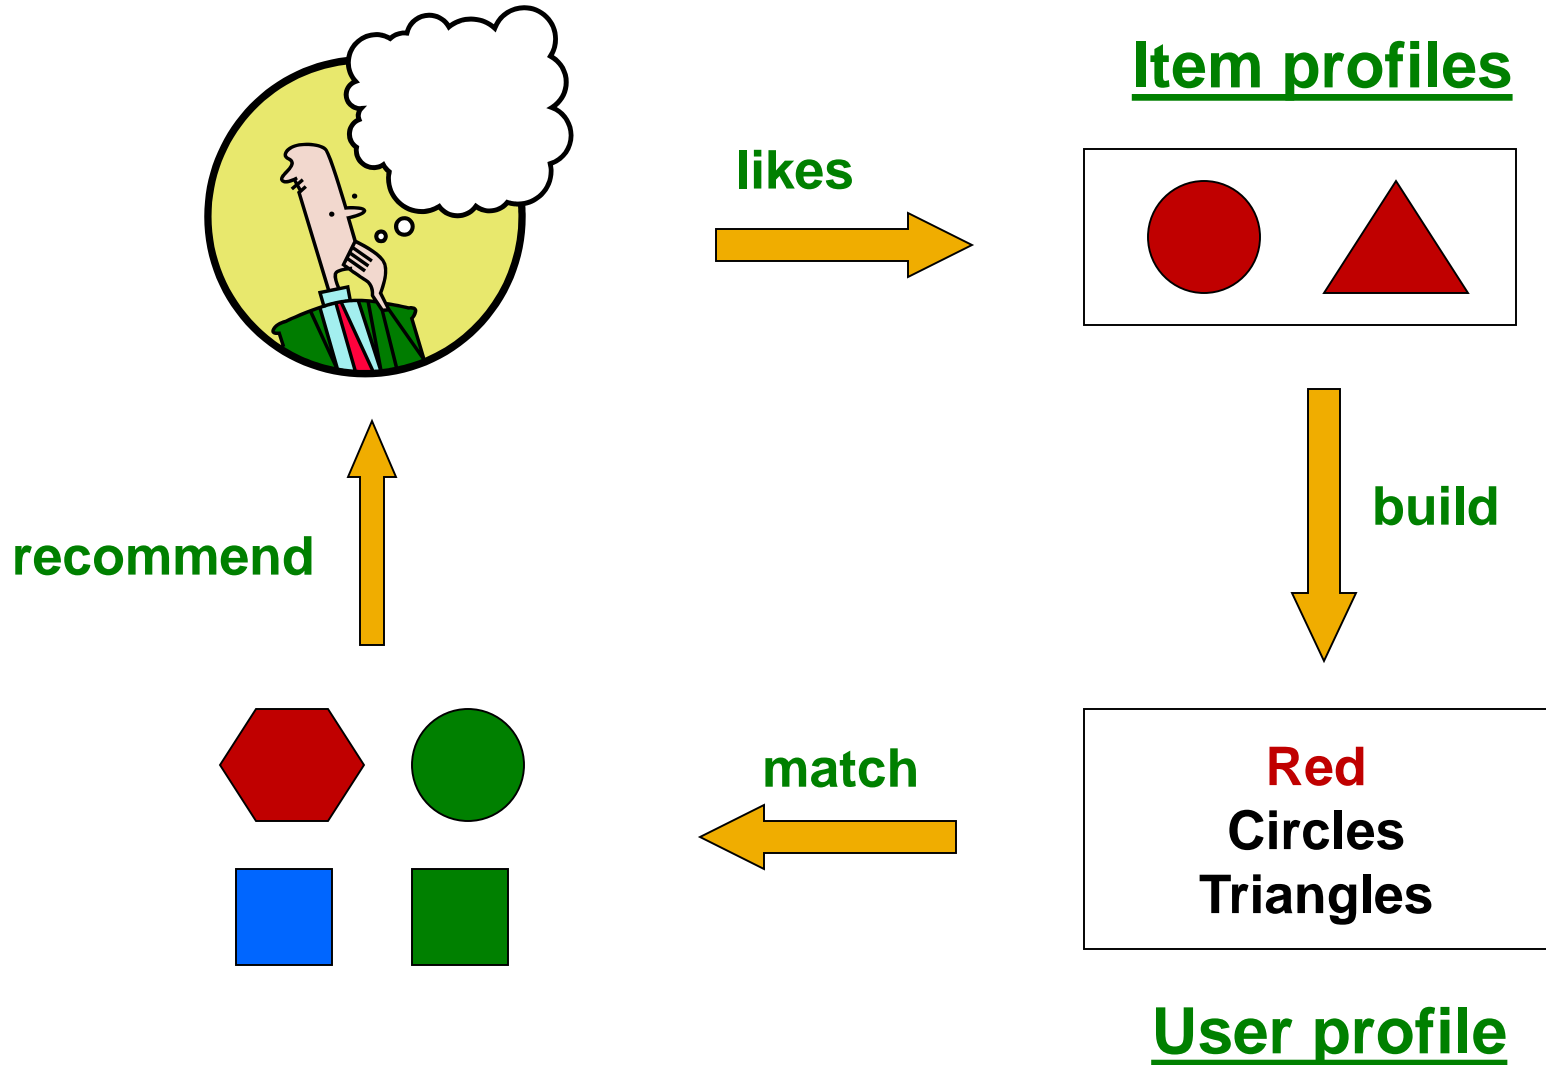 Item profiles
likes
build
recommend
match
Red
Circles
Triangles
User profile